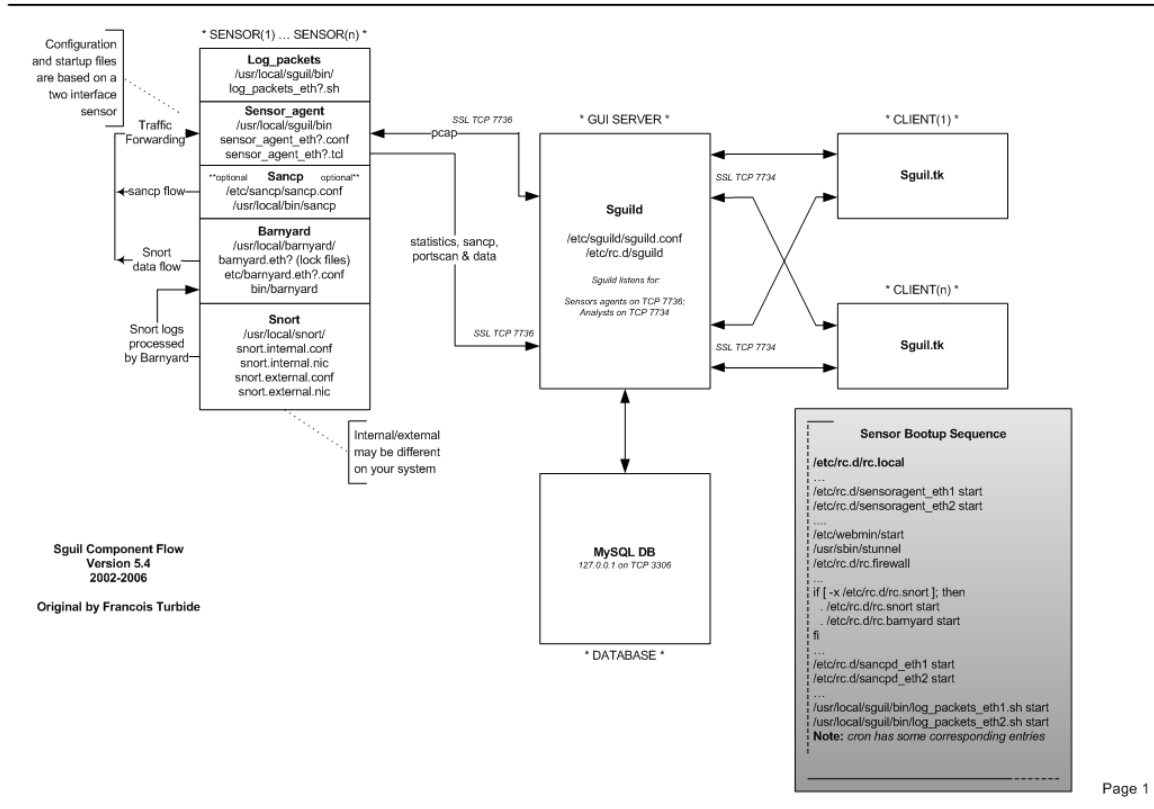 * SENSOR(1) ... SENSOR(n) *
Configuration
and startup files
are based on a
two interface
sensor
Log_packets
/usr/local/sguil/bin/
log_packets_eth?.sh
Sensor_agent
/usr/local/sguil/bin
sensor_agent_eth?.conf
sensor_agent_eth?.tcl
Traffic
Forwarding
**optional Sancp optional**
/etc/sancp/sancp.conf
/usr/local/bin/sancp
sancp flow
Barnyard
/usr/local/barnyard/
barnyard.eth? (lock files)
etc/barnyard.eth?.conf
bin/barnyard
Snort
data flow
Snort
/usr/local/snort/
snort.internal.conf
snort.internal.nic
snort.external.conf
snort.external.nic
Snort logs
processed
by Barnyard
Internal/external
may be different
on your system
SSL TCP 7736
pcap
statistics, sancp,
portscan & data
SSL TCP 7736
* GUI SERVER *
Sguild
/etc/sguild/sguild.conf
/etc/rc.d/sguild
Sguild listens for:
Sensors agents on TCP 7736;
Analysts on TCP 7734
SSL TCP 7734
SSL TCP 7734
* CLIENT(1) *
Sguil.tk
* CLIENT(n) *
Sguil.tk
MySQL DB
127.0.0.1 on TCP 3306
* DATABASE *
Sguil Component Flow
Version 5.4
2002-2006
Original by Francois Turbide
Sensor Bootup Sequence
/etc/rc.d/rc.local
...
/etc/rc.d/sensoragent_eth1 start
/etc/rc.d/sensoragent_eth2 start
....
/etc/webmin/start
/usr/sbin/stunnel
/etc/rc.d/rc.firewall
...
if [ -x /etc/rc.d/rc.snort ]; then
. /etc/rc.d/rc.snort start
. /etc/rc.d/rc.barnyard start
fi
...
/etc/rc.d/sancpd_eth1 start
/etc/rc.d/sancpd_eth2 start
...
/usr/local/sguil/bin/log_packets_eth1.sh start
/usr/local/sguil/bin/log_packets_eth2.sh start
Note: cron has some corresponding entries
Page 1